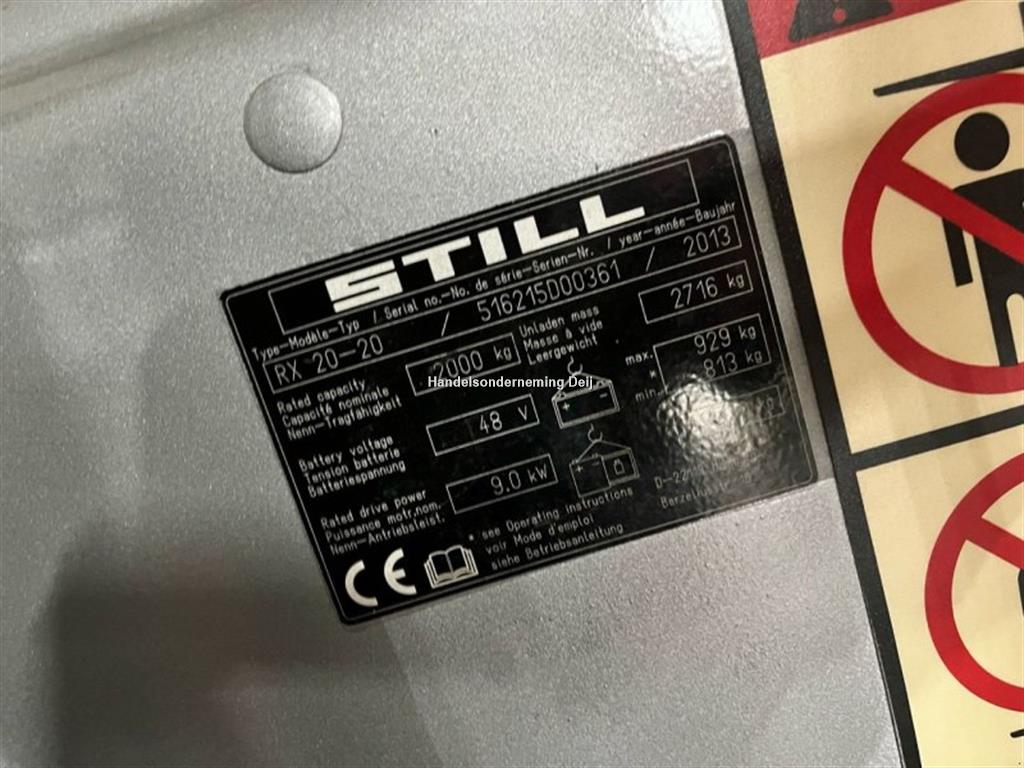 STILL
Type-Modèle-Typ / Serial no.-No. de série-Serien-Nr. / year-année-Baujahr
RX 20-20 / 516215D00361 / 2013
Rated capacity
Capacité nominale
Nenn-Tragfähigkeit
2000 kg
Unladen mass
Masse à vide
Leergewicht
2716 kg
Battery voltage
Tension batterie
Batteriespannung
48 V
max. 929 kg
*
min. 813 kg
Rated drive power
Puissance motr.nom.
Nenn-Antriebsleist.
9.0 kW
kg
* see Operating instructions
voir Mode d'emploi
siehe Betriebsanleitung
CE
Handelsonderneming Deij